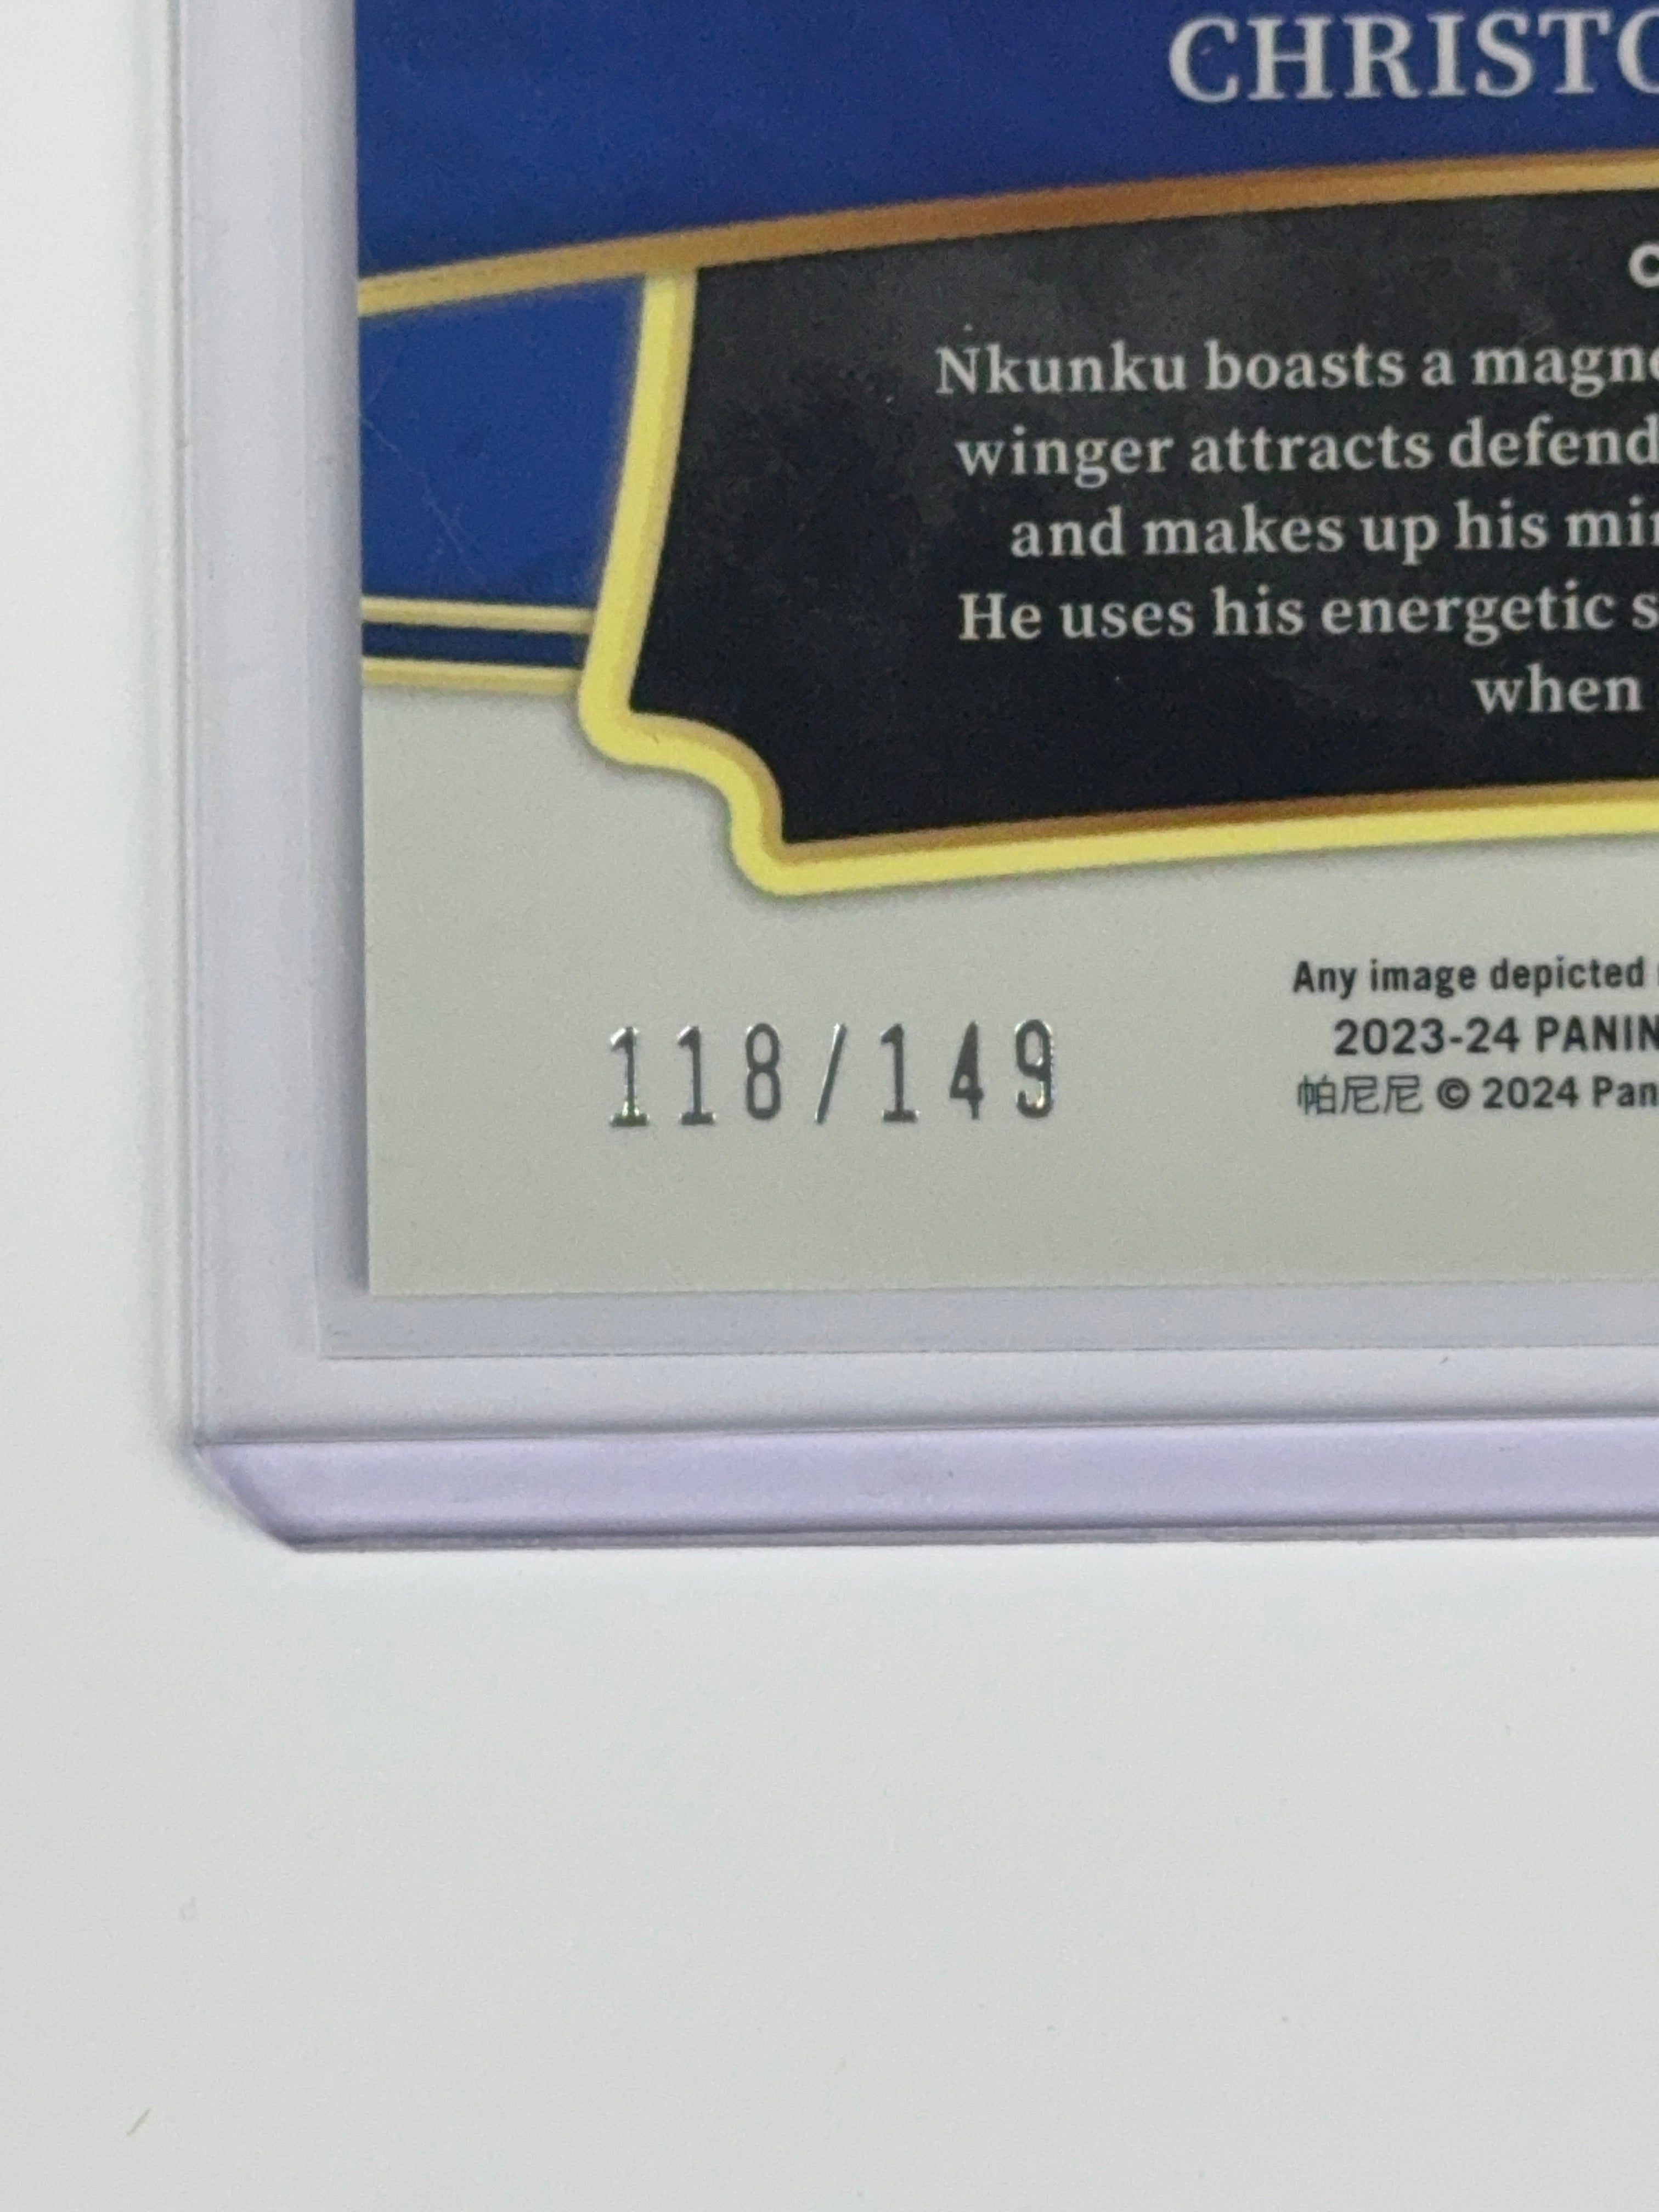 CHRISTO
C
Nkunku boasts a magne
winger attracts defend
and makes up his min
He uses his energetic s
when
118/149
Any image depicted
2023-24 PANIN
帕尼尼 © 2024 Pan